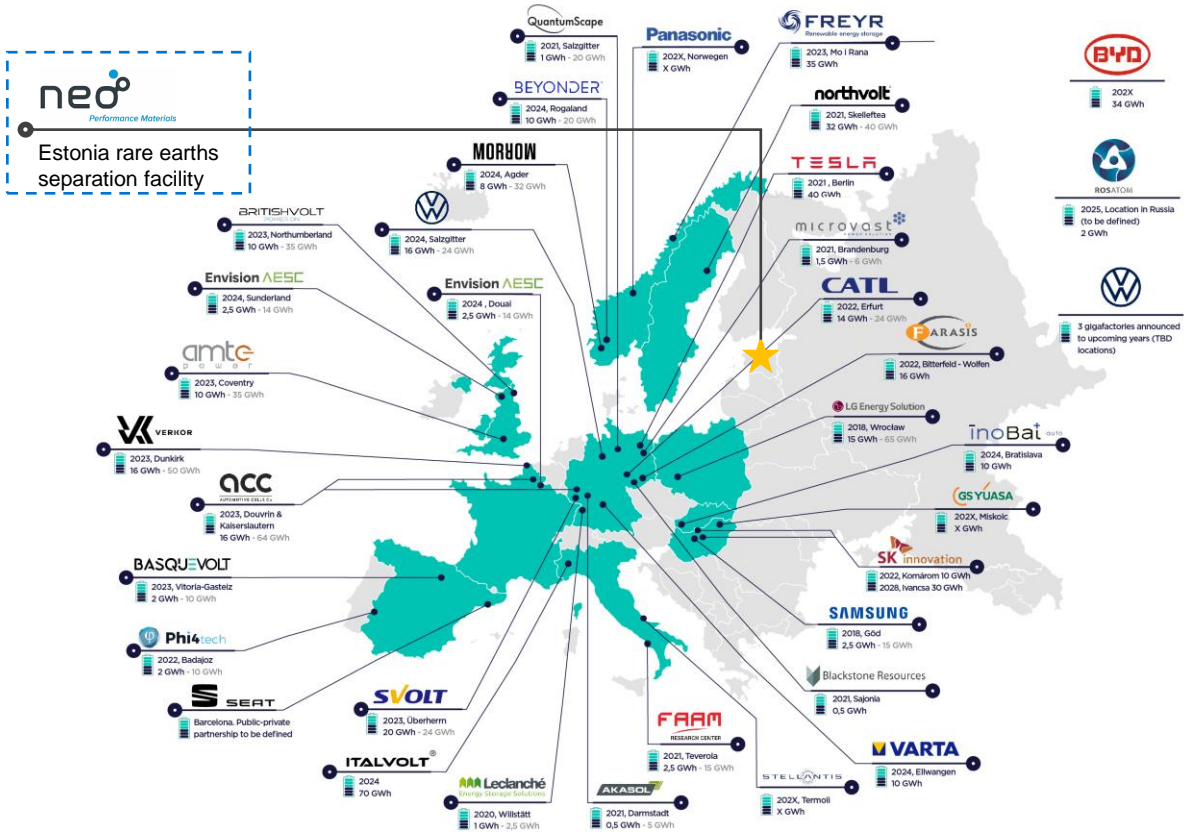 neo
Performance Materials
Estonia rare earths
separation facility
QuantumScape
2021, Salzgitter
1 GWh - 20 GWh
Panasonic
202X, Norwegen
X GWh
FREYR
Renewable energy storage
2023, Mo i Rana
35 GWh
BYD
202X
34 GWh
BEYONDER
2024, Rogaland
10 GWh - 20 GWh
northvolt
2021, Skelleftea
32 GWh - 40 GWh
MORROW
2024, Agder
8 GWh - 32 GWh
TESLA
2021 , Berlin
40 GWh
ROSATOM
2025, Location in Russia
(to be defined)
2 GWh
BRITISHVOLT
2023, Northumberland
10 GWh - 35 GWh
VW
2024, Salzgitter
16 GWh - 24 GWh
microvast
POWER SOLUTION
2021, Brandenburg
1,5 GWh - 6 GWh
Envision AESC
2024, Sunderland
2,5 GWh - 14 GWh
Envision AESC
2024 , Douai
2,5 GWh - 14 GWh
CATL
2022, Erfurt
14 GWh - 24 GWh
VW
3 gigafactories announced
to upcoming years (TBD
locations)
FARASIS
2022, Bitterfeld - Wolfen
16 GWh
amte
power
2023, Coventry
10 GWh - 35 GWh
LG Energy Solution
2018, Wrocław
15 GWh - 65 GWh
VERKOR
2023, Dunkirk
16 GWh - 50 GWh
inoBat auto
2024, Bratislava
10 GWh
acc
AUTOMOTIVE CELLS Co
2023, Douvrin &
Kaiserslautern
16 GWh - 64 GWh
GS YUASA
202X, Miskolc
X GWh
BASQUEVOLT
2023, Vitoria-Gasteiz
2 GWh - 10 GWh
SK innovation
2022, Komárom 10 GWh
2028, Ivancsa 30 GWh
Phi4tech
2022, Badajoz
2 GWh - 10 GWh
SAMSUNG
2018, Göd
2,5 GWh - 15 GWh
SEAT
Barcelona. Public-private
partnership to be defined
SVOLT
2023, Überherrn
20 GWh - 24 GWh
Blackstone Resources
2021, Sajonia
0,5 GWh
FAAM
RESEARCH CENTER
2021, Teverola
2,5 GWh - 15 GWh
VARTA
2024, Ellwangen
10 GWh
ITALVOLT ®
2024
70 GWh
Leclanché
Energy Storage Solutions
2020, Willstätt
1 GWh - 2,5 GWh
AKASOL
2021, Darmstadt
0,5 GWh - 5 GWh
STELLANTIS
202X, Termoli
X GWh